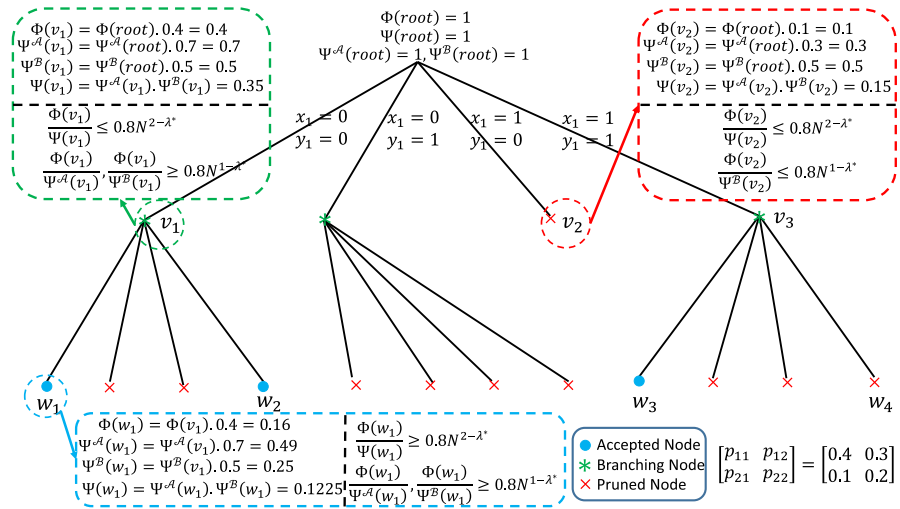 Φ(root) = 1
Ψ(root) = 1
Ψ^𝒜(root) = 1, Ψ^ℬ(root) = 1
Φ(v₁) = Φ(root). 0.4 = 0.4
Ψ^𝒜(v₁) = Ψ^𝒜(root). 0.7 = 0.7
Ψ^ℬ(v₁) = Ψ^ℬ(root). 0.5 = 0.5
Ψ(v₁) = Ψ^𝒜(v₁). Ψ^ℬ(v₁) = 0.35
Φ(v₁)/Ψ(v₁) ≤ 0.8N^{2−λ*}
Φ(v₁)/Ψ^𝒜(v₁), Φ(v₁)/Ψ^ℬ(v₁) ≥ 0.8N^{1−λ*}
Φ(v₂) = Φ(root). 0.1 = 0.1
Ψ^𝒜(v₂) = Ψ^𝒜(root). 0.3 = 0.3
Ψ^ℬ(v₂) = Ψ^ℬ(root). 0.5 = 0.5
Ψ(v₂) = Ψ^𝒜(v₂). Ψ^ℬ(v₂) = 0.15
Φ(v₂)/Ψ(v₂) ≤ 0.8N^{2−λ*}
Φ(v₂)/Ψ^ℬ(v₂) ≤ 0.8N^{1−λ*}
x₁ = 0 x₁ = 0 x₁ = 1 x₁ = 1
y₁ = 0 y₁ = 1 y₁ = 0 y₁ = 1
v₁ v₂ v₃
w₁ w₂ w₃ w₄
Φ(w₁) = Φ(v₁). 0.4 = 0.16
Ψ^𝒜(w₁) = Ψ^𝒜(v₁). 0.7 = 0.49
Ψ^ℬ(w₁) = Ψ^ℬ(v₁). 0.5 = 0.25
Ψ(w₁) = Ψ^𝒜(w₁). Ψ^ℬ(w₁) = 0.1225
Φ(w₁)/Ψ(w₁) ≥ 0.8N^{2−λ*}
Φ(w₁)/Ψ^𝒜(w₁), Φ(w₁)/Ψ^ℬ(w₁) ≥ 0.8N^{1−λ*}
Accepted Node
Branching Node
Pruned Node
[p₁₁ p₁₂] = [0.4 0.3]
[p₂₁ p₂₂] [0.1 0.2]